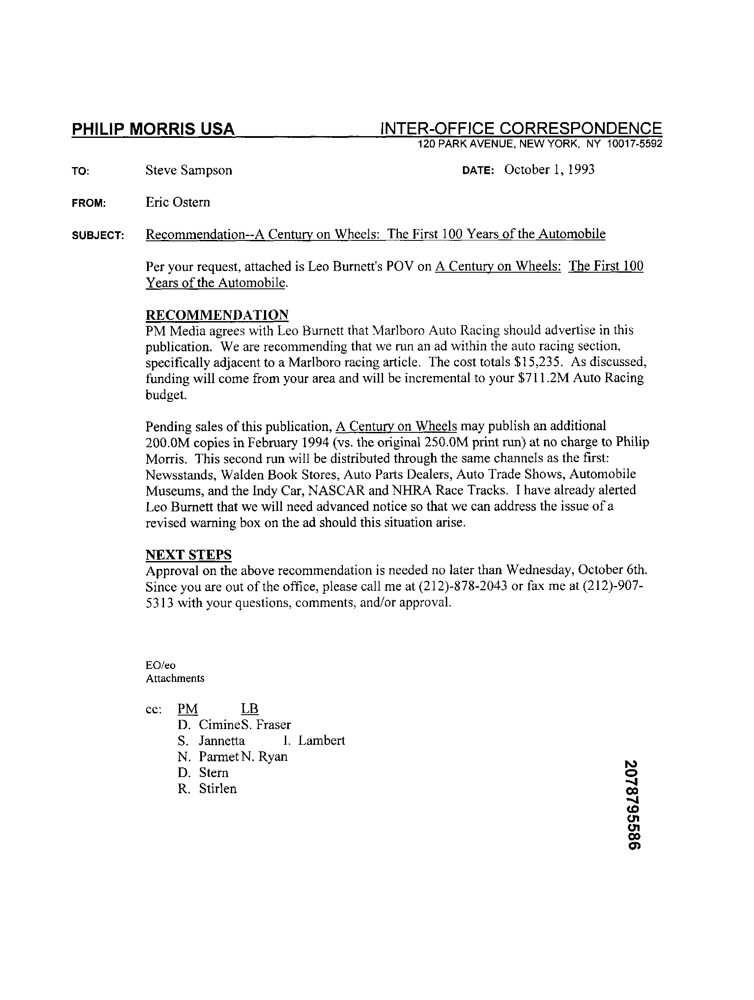 PHILIP MORRIS USA INTER-OFFICE CORRESPONDENCE
120 PARK AVENUE, NEW YORK, NY 10017-5592
TO: Steve Sampson DATE: October 1, 1993
FROM: Eric Ostern
SUBJECT: Recommendation--A Century on Wheels: The First 100 Years of the Automobile
Per your request, attached is Leo Burnett's POV on A Century on Wheels: The First 100
Years of the Automobile.
RECOMMENDATION
PM Media agrees with Leo Burnett that Marlboro Auto Racing should advertise in this
publication. We are recommending that we run an ad within the auto racing section,
specifically adjacent to a Marlboro racing article. The cost totals $15,235. As discussed,
funding will come from your area and will be incremental to your $711.2M Auto Racing
budget.
Pending sales of this publication, A Century on Wheels may publish an additional
200.0M copies in February 1994 (vs. the original 250.0M print run) at no charge to Philip
Morris. This second run will be distributed through the same channels as the first:
Newsstands, Walden Book Stores, Auto Parts Dealers, Auto Trade Shows, Automobile
Museums, and the Indy Car, NASCAR and NHRA Race Tracks. I have already alerted
Leo Burnett that we will need advanced notice so that we can address the issue of a
revised warning box on the ad should this situation arise.
NEXT STEPS
Approval on the above recommendation is needed no later than Wednesday, October 6th.
Since you are out of the office, please call me at (212)-878-2043 or fax me at (212)-907-
5313 with your questions, comments, and/or approval.
EO/eo
Attachments
cc: PM LB
D. CimineS. Fraser
S. Jannetta I. Lambert
N. Parmet N. Ryan
D. Stern
R. Stirlen
2078795586